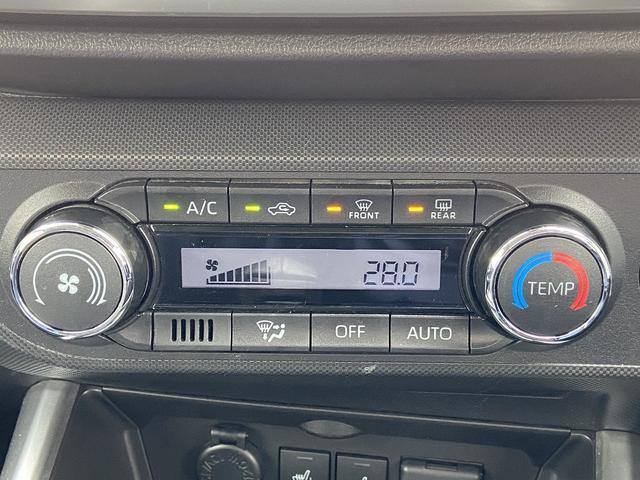 A/C FRONT REAR
28.0
TEMP
OFF AUTO